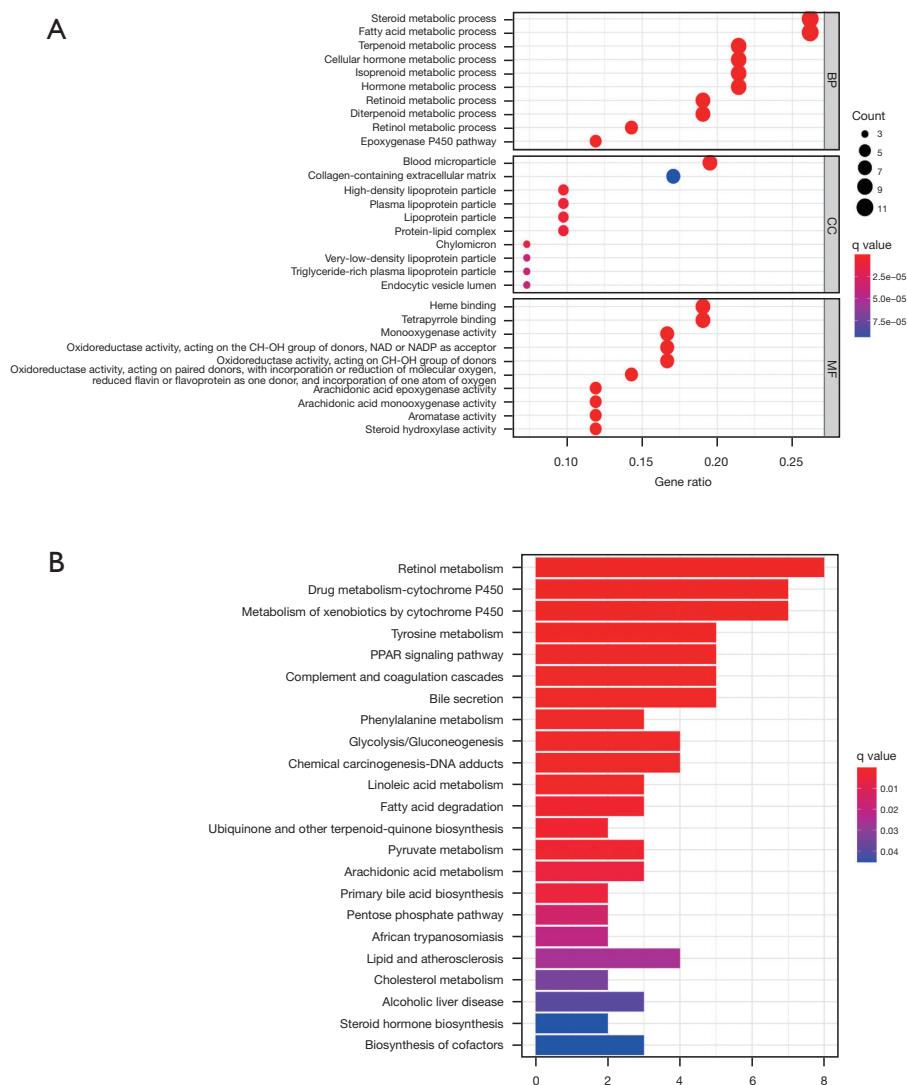 A
Steroid metabolic process
Fatty acid metabolic process
Terpenoid metabolic process
Cellular hormone metabolic process
Isoprenoid metabolic process
Hormone metabolic process
Retinoid metabolic process
Diterpenoid metabolic process
Retinol metabolic process
Epoxygenase P450 pathway
BP
Blood microparticle
Collagen-containing extracellular matrix
High-density lipoprotein particle
Plasma lipoprotein particle
Lipoprotein particle
Protein-lipid complex
Chylomicron
Very-low-density lipoprotein particle
Triglyceride-rich plasma lipoprotein particle
Endocytic vesicle lumen
CC
Heme binding
Tetrapyrrole binding
Monooxygenase activity
Oxidoreductase activity, acting on the CH-OH group of donors, NAD or NADP as acceptor
Oxidoreductase activity, acting on CH-OH group of donors
Oxidoreductase activity, acting on paired donors, with incorporation or reduction of molecular oxygen,
reduced flavin or flavoprotein as one donor, and incorporation of one atom of oxygen
Arachidonic acid epoxygenase activity
Arachidonic acid monooxygenase activity
Aromatase activity
Steroid hydroxylase activity
MF
0.10 0.15 0.20 0.25
Gene ratio
Count
3
5
7
9
11
q value
2.5e−05
5.0e−05
7.5e−05
B
Retinol metabolism
Drug metabolism-cytochrome P450
Metabolism of xenobiotics by cytochrome P450
Tyrosine metabolism
PPAR signaling pathway
Complement and coagulation cascades
Bile secretion
Phenylalanine metabolism
Glycolysis/Gluconeogenesis
Chemical carcinogenesis-DNA adducts
Linoleic acid metabolism
Fatty acid degradation
Ubiquinone and other terpenoid-quinone biosynthesis
Pyruvate metabolism
Arachidonic acid metabolism
Primary bile acid biosynthesis
Pentose phosphate pathway
African trypanosomiasis
Lipid and atherosclerosis
Cholesterol metabolism
Alcoholic liver disease
Steroid hormone biosynthesis
Biosynthesis of cofactors
0 2 4 6 8
q value
0.01
0.02
0.03
0.04